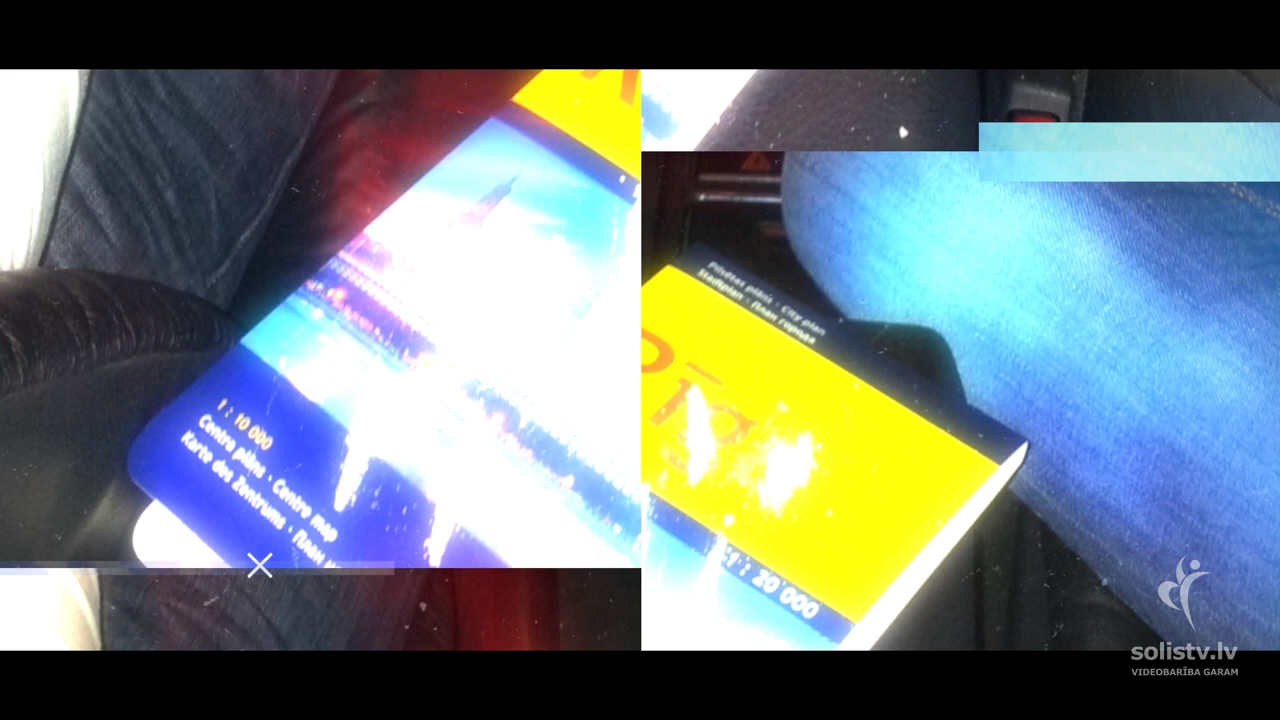 1 : 10 000
Centra plāns · Centre map
Karte des Zentrums · План
Pilsētas plāns · City plan
Stadtplan · План города
Rīg
1 : 20 000
solistv.lv
VIDEOBARĪBA GARAM